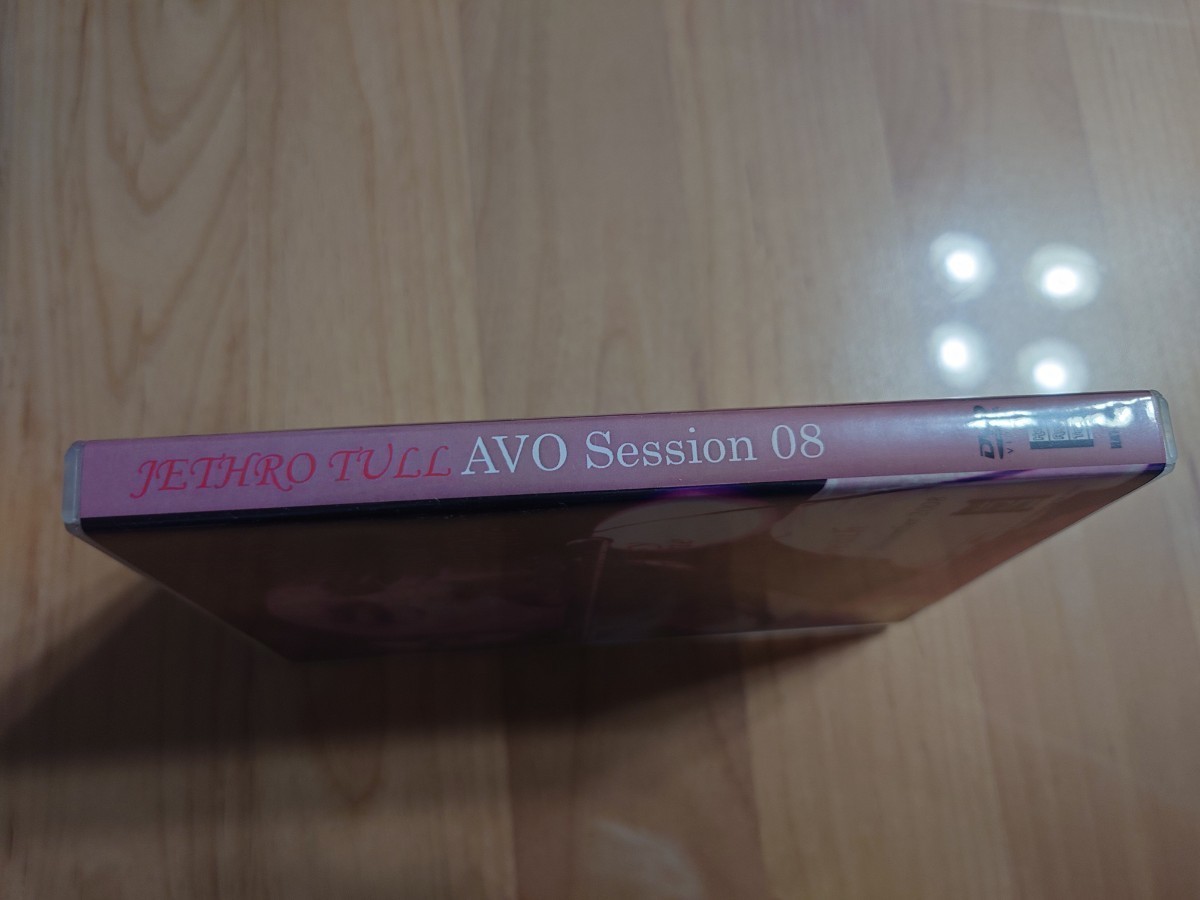 JETHRO TULL AVO Session 08